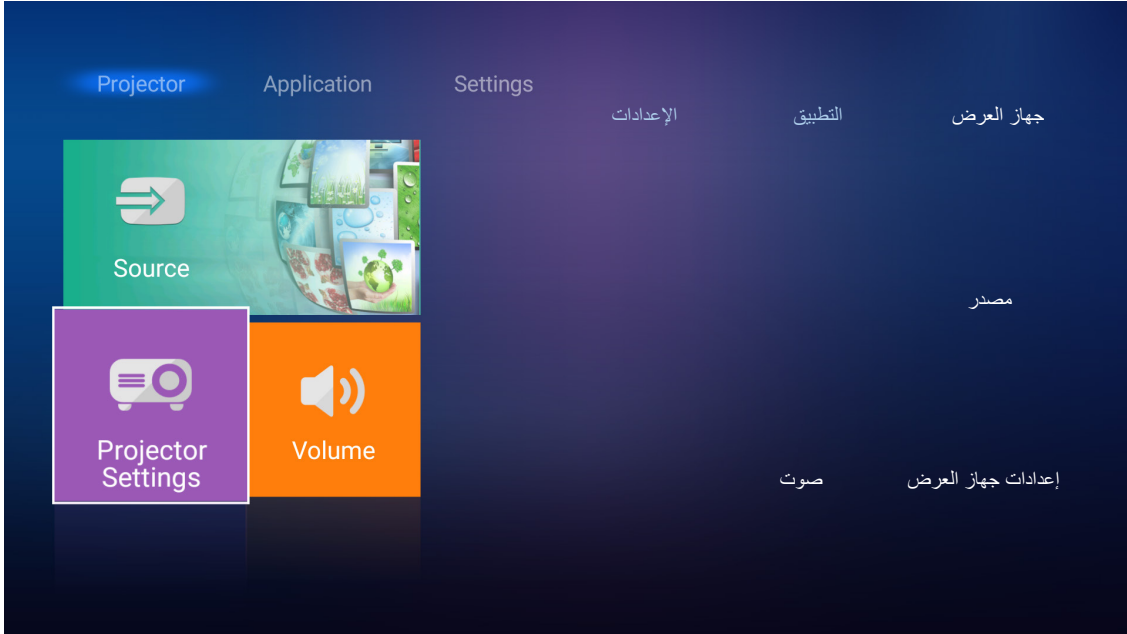 Projector Application Settings
جهاز العرض التطبيق الإعدادات
Source
مصدر
Projector
Settings
Volume
إعدادات جهاز العرض صوت